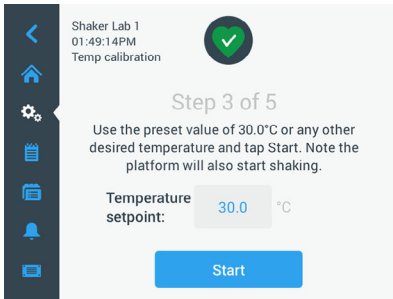 Shaker Lab 1
01:49:14PM
Temp calibration
Step 3 of 5
Use the preset value of 30.0°C or any other
desired temperature and tap Start. Note the
platform will also start shaking.
Temperature
setpoint:
30.0 °C
Start